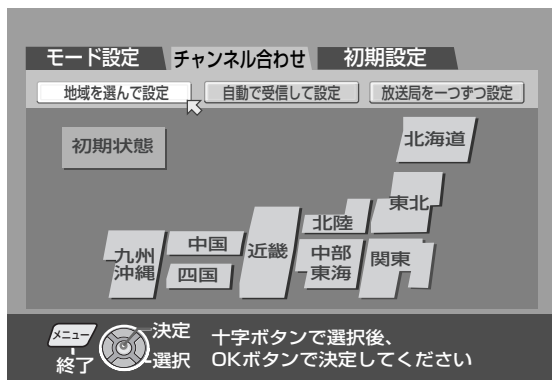 モード設定 チャンネル合わせ 初期設定
地域を選んで設定 自動で受信して設定 放送局を一つずつ設定
初期状態
北海道
東北
北陸
九州
沖縄
中国
四国
近畿
中部
東海
関東
メニュー
終了
決定
選択
十字ボタンで選択後、
OKボタンで決定してください